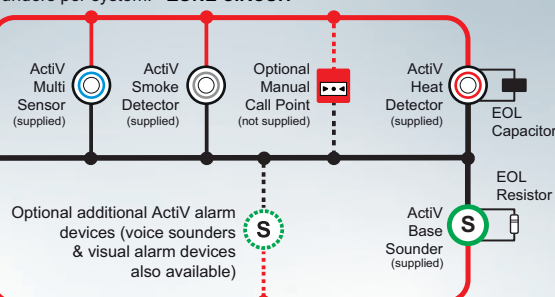 per system.
ActiV
Multi
Sensor
(supplied)
ActiV
Smoke
Detector
(supplied)
Optional
Manual
Call Point
(not supplied)
ActiV
Heat
Detector
(supplied)
EOL
Capacitor
Optional additional ActiV alarm
devices (voice sounders
& visual alarm devices
also available)
S
ActiV
Base
Sounder
(supplied)
S
EOL
Resistor